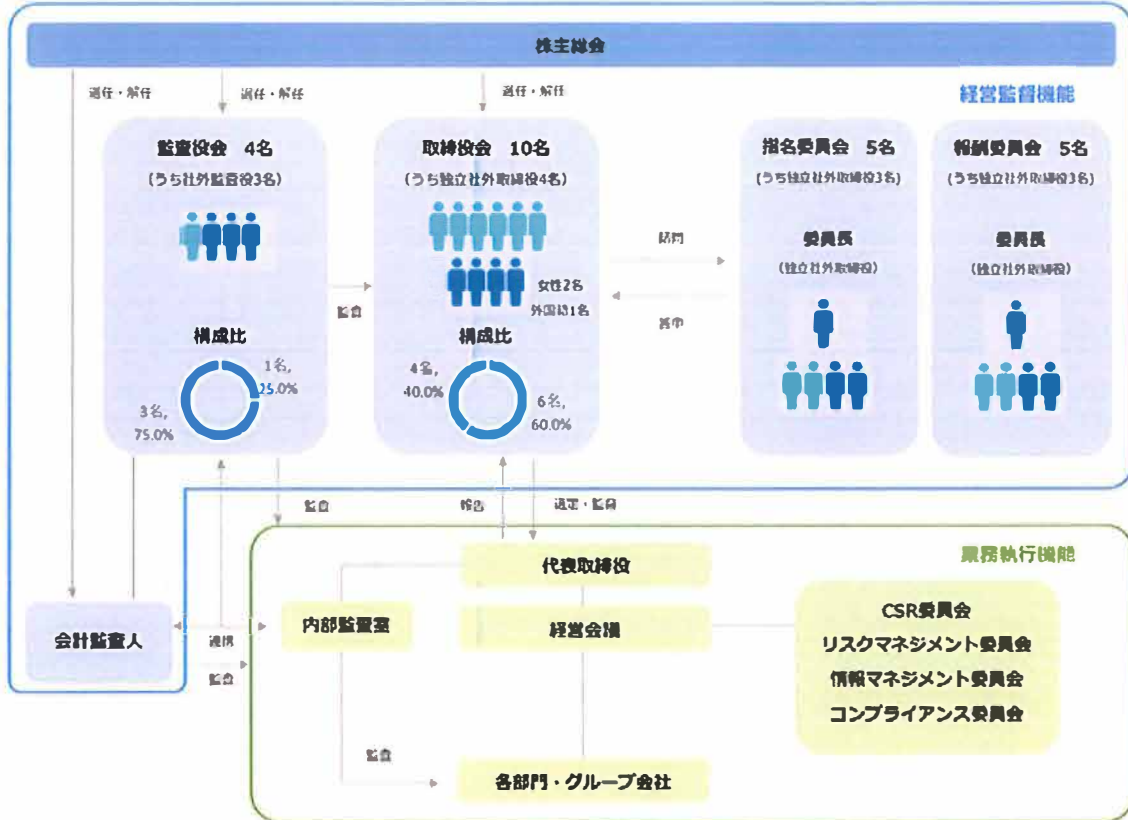 株主総会
選任・解任
選任・解任
選任・解任
経営監督機能
監査役会 4名
(うち社外監査役3名)
構成比
1名,
25.0%
3名,
75.0%
監査
取締役会 10名
(うち独立社外取締役4名)
女性2名
外国籍1名
構成比
4名,
40.0%
6名,
60.0%
諮問
答申
指名委員会 5名
(うち独立社外取締役3名)
委員長
(独立社外取締役)
報酬委員会 5名
(うち独立社外取締役3名)
委員長
(独立社外取締役)
監査
報告
選定・監督
業務執行機能
代表取締役
会計監査人
連携
監査
内部監査室
経営会議
CSR委員会
リスクマネジメント委員会
情報マネジメント委員会
コンプライアンス委員会
監査
各部門・グループ会社